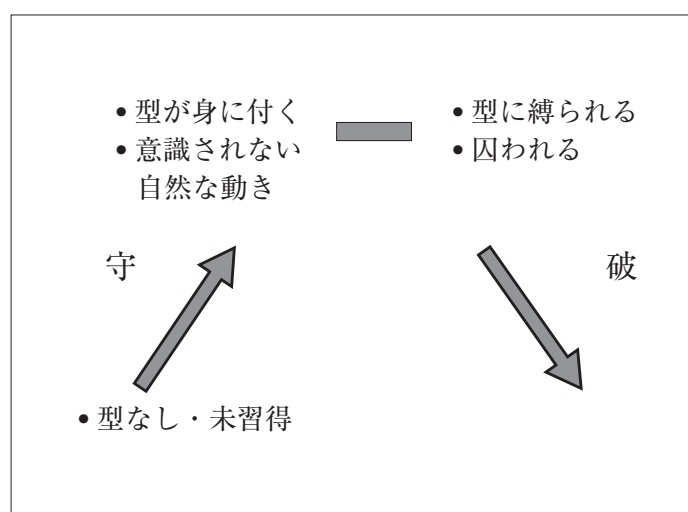 • 型が身に付く
• 意識されない
自然な動き
• 型に縛られる
• 囚われる
守
破
• 型なし・未習得